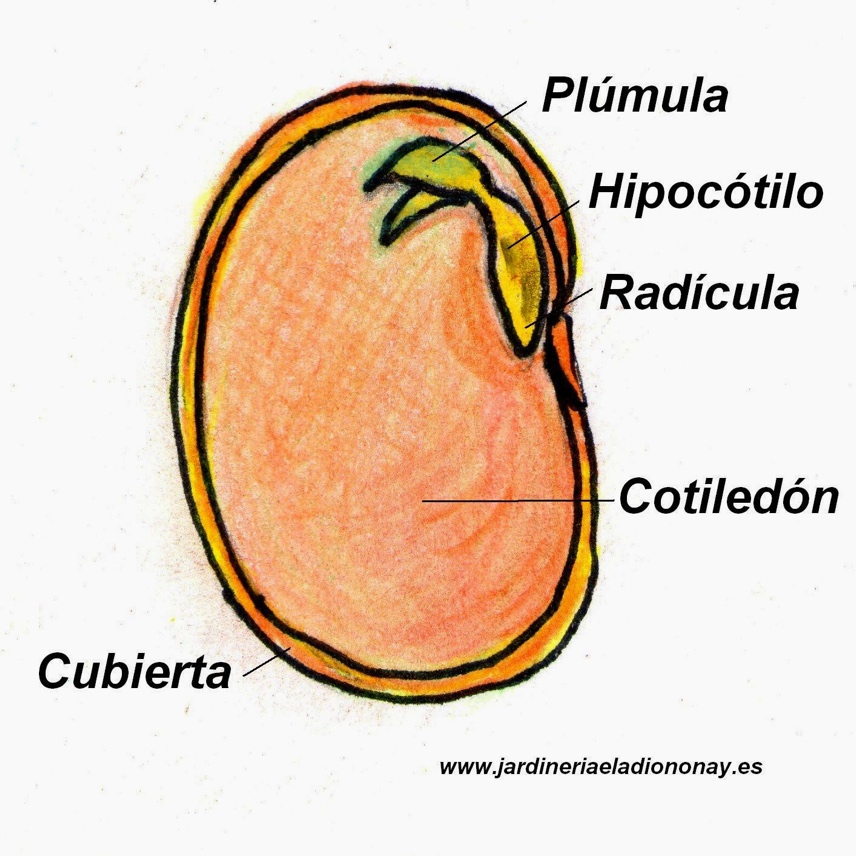 Plúmula
Hipocótilo
Radícula
Cotiledón
Cubierta
www.jardineriaeladiononay.es